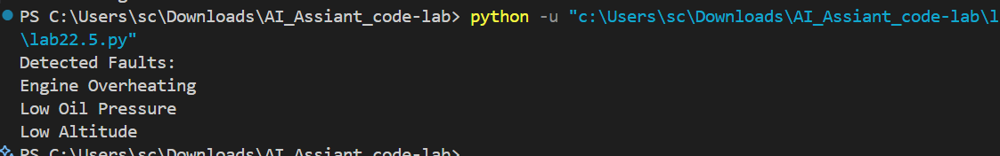 PS C:\Users\sc\Downloads\AI_Assiant_code-lab> python -u "c:\Users\sc\Downloads\AI_Assiant_code-lab\l
\lab22.5.py"
Detected Faults:
Engine Overheating
Low Oil Pressure
Low Altitude
PS C:\Users\sc\Downloads\AI_Assiant_code-lab>